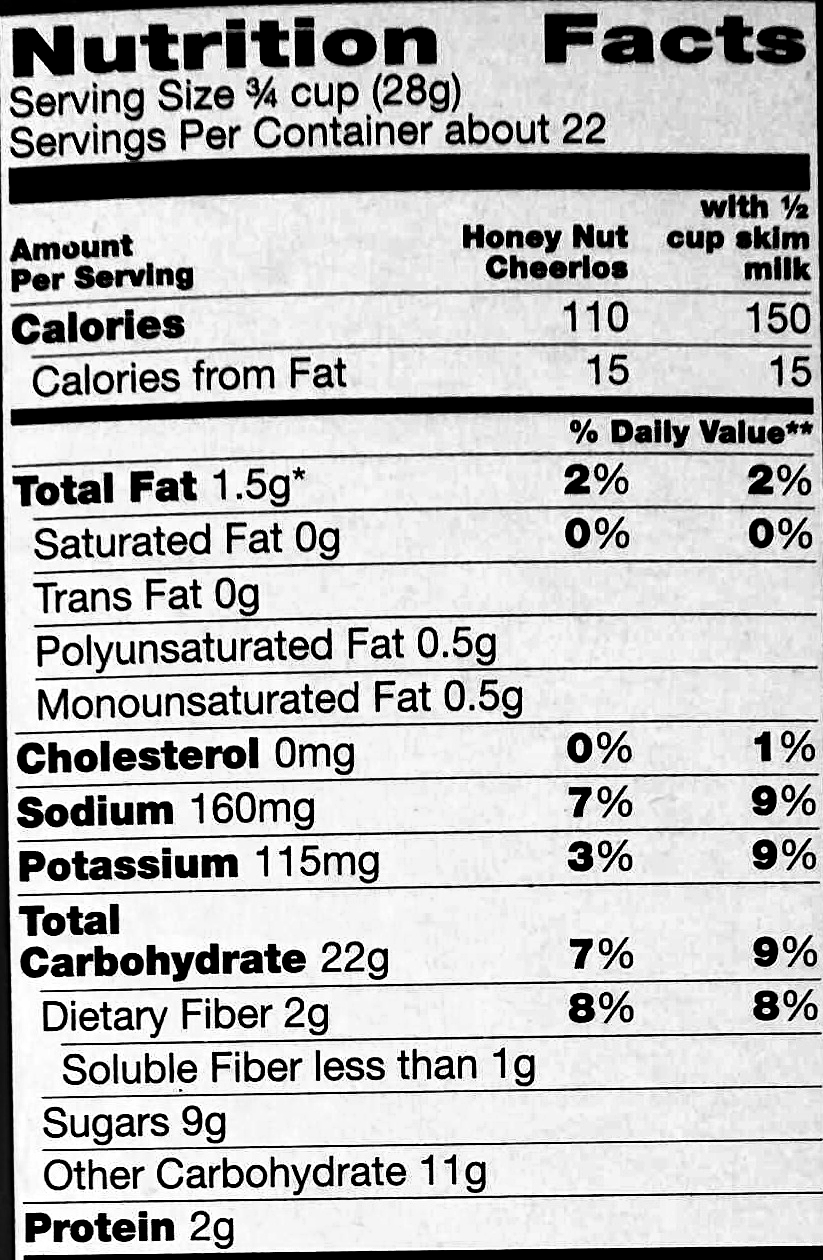 Nutrition Facts
Serving Size ¾ cup (28g)
Servings Per Container about 22
Amount Per Serving Honey Nut Cheerios with ½ cup skim milk
Calories 110 150
Calories from Fat 15 15
% Daily Value**
Total Fat 1.5g* 2% 2%
Saturated Fat 0g 0% 0%
Trans Fat 0g
Polyunsaturated Fat 0.5g
Monounsaturated Fat 0.5g
Cholesterol 0mg 0% 1%
Sodium 160mg 7% 9%
Potassium 115mg 3% 9%
Total
Carbohydrate 22g 7% 9%
Dietary Fiber 2g 8% 8%
Soluble Fiber less than 1g
Sugars 9g
Other Carbohydrate 11g
Protein 2g